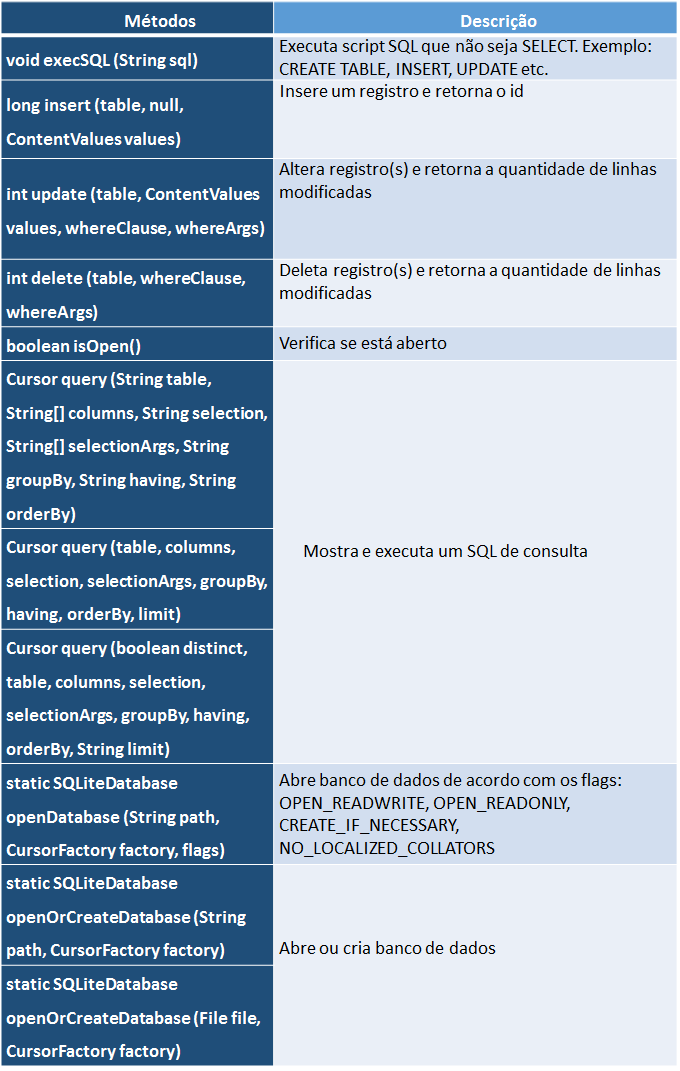 Métodos
Descrição
void execSQL (String sql)
Executa script SQL que não seja SELECT. Exemplo:
CREATE TABLE, INSERT, UPDATE etc.
long insert (table, null,
ContentValues values)
Insere um registro e retorna o id
int update (table, ContentValues
values, whereClause, whereArgs)
Altera registro(s) e retorna a quantidade de linhas
modificadas
int delete (table, whereClause,
whereArgs)
Deleta registro(s) e retorna a quantidade de linhas
modificadas
boolean isOpen()
Verifica se está aberto
Cursor query (String table,
String[] columns, String selection,
String[] selectionArgs, String
groupBy, String having, String
orderBy)
Cursor query (table, columns,
selection, selectionArgs, groupBy,
having, orderBy, limit)
Cursor query (boolean distinct,
table, columns, selection,
selectionArgs, groupBy, having,
orderBy, String limit)
Mostra e executa um SQL de consulta
static SQLiteDatabase
openDatabase (String path,
CursorFactory factory, flags)
Abre banco de dados de acordo com os flags:
OPEN_READWRITE, OPEN_READONLY,
CREATE_IF_NECESSARY,
NO_LOCALIZED_COLLATORS
static SQLiteDatabase
openOrCreateDatabase (String
path, CursorFactory factory)
static SQLiteDatabase
openOrCreateDatabase (File file,
CursorFactory factory)
Abre ou cria banco de dados